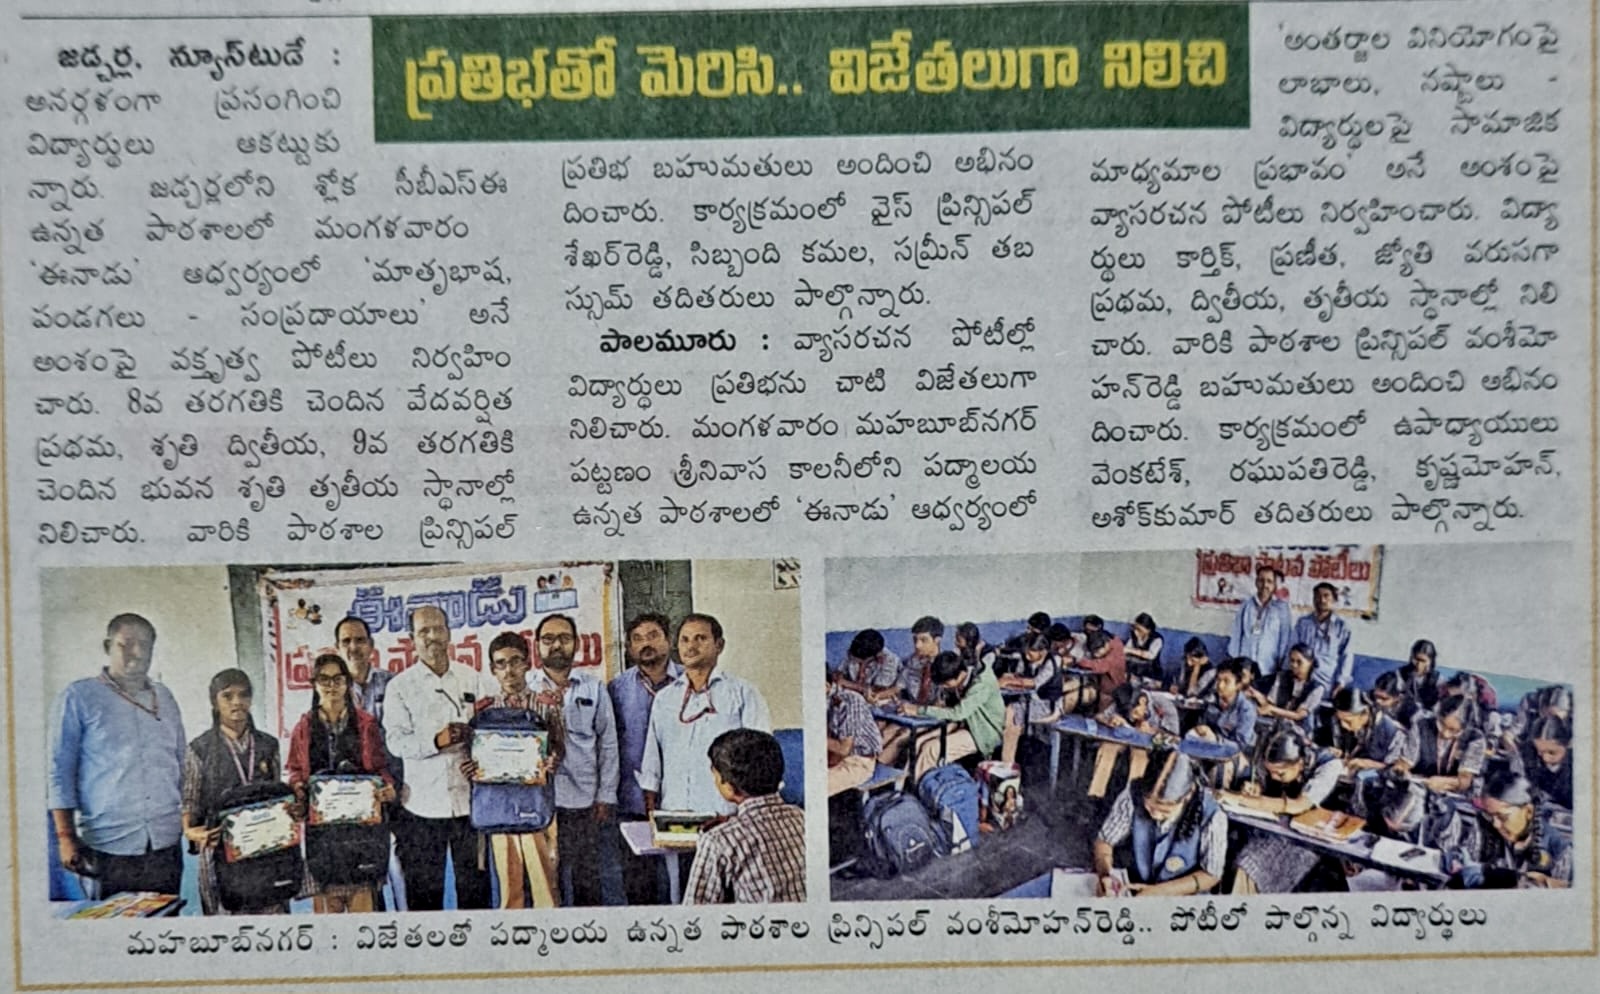 ప్రతిభతో మెరిసి.. విజేతలుగా నిలిచి
జడ్చర్ల, న్యూస్‌టుడే :
అనర్గళంగా ప్రసంగించి
విద్యార్థులు ఆకట్టుకు
న్నారు. జడ్చర్లలోని శ్లోక సీబీఎస్ఈ
ఉన్నత పాఠశాలలో మంగళవారం
'ఈనాడు' ఆధ్వర్యంలో 'మాతృభాష,
పండగలు - సంప్రదాయాలు' అనే
అంశంపై వక్తృత్వ పోటీలు నిర్వహిం
చారు. 8వ తరగతికి చెందిన వేదవర్షిత
ప్రథమ, శృతి ద్వితీయ, 9వ తరగతికి
చెందిన భువన శృతి తృతీయ స్థానాల్లో
నిలిచారు. వారికి పాఠశాల ప్రిన్సిపల్
ప్రతిభ బహుమతులు అందించి అభినం
దించారు. కార్యక్రమంలో వైస్ ప్రిన్సిపల్
శేఖర్‌రెడ్డి, సిబ్బంది కమల, సమ్రీన్ తబ
స్సుమ్ తదితరులు పాల్గొన్నారు.
పాలమూరు : వ్యాసరచన పోటీల్లో
విద్యార్థులు ప్రతిభను చాటి విజేతలుగా
నిలిచారు. మంగళవారం మహబూబ్‌నగర్
పట్టణం శ్రీనివాస కాలనీలోని పద్మాలయ
ఉన్నత పాఠశాలలో 'ఈనాడు' ఆధ్వర్యంలో
'అంతర్జాల వినియోగంపై
లాభాలు, నష్టాలు -
విద్యార్థులపై సామాజిక
మాధ్యమాల ప్రభావం' అనే అంశంపై
వ్యాసరచన పోటీలు నిర్వహించారు. విద్యా
ర్థులు కార్తిక్, ప్రణీత, జ్యోతి వరుసగా
ప్రథమ, ద్వితీయ, తృతీయ స్థానాల్లో నిలి
చారు. వారికి పాఠశాల ప్రిన్సిపల్ వంశీమో
హన్‌రెడ్డి బహుమతులు అందించి అభినం
దించారు. కార్యక్రమంలో ఉపాధ్యాయులు
వెంకటేశ్, రఘుపతిరెడ్డి, కృష్ణమోహన్,
అశోక్‌కుమార్ తదితరులు పాల్గొన్నారు.
ఈనాడు
ప్రతిభా పాటవ పోటీలు
మహబూబ్‌నగర్ : విజేతలతో పద్మాలయ ఉన్నత పాఠశాల ప్రిన్సిపల్ వంశీమోహన్‌రెడ్డి.. పోటీలో పాల్గొన్న విద్యార్థులు